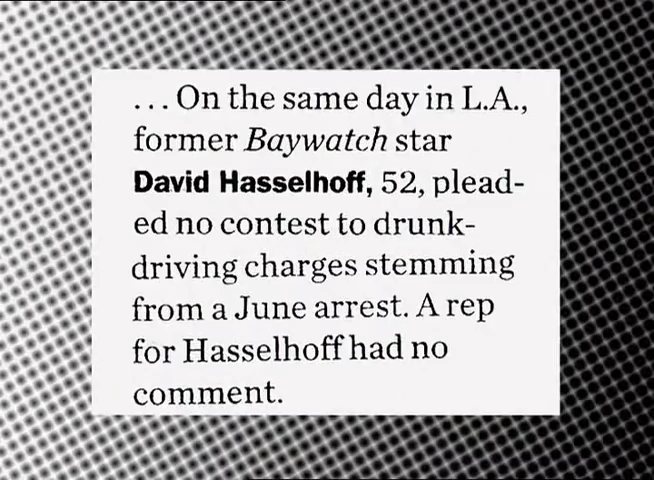 ... On the same day in L.A.,
former Baywatch star
David Hasselhoff, 52, plead-
ed no contest to drunk-
driving charges stemming
from a June arrest. A rep
for Hasselhoff had no
comment.